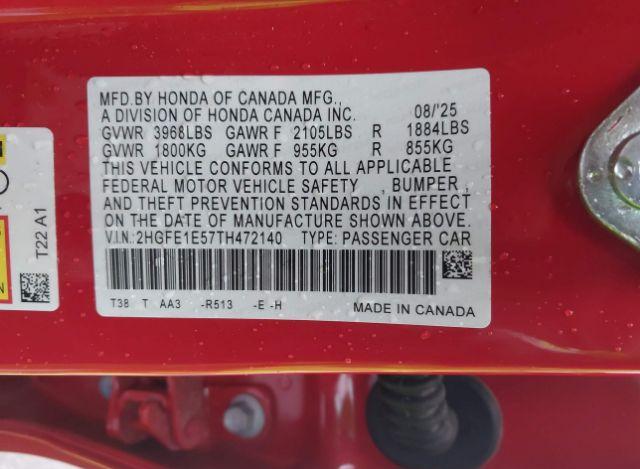 MFD.BY HONDA OF CANADA MFG.,
A DIVISION OF HONDA CANADA INC. 08/'25
GVWR 3968LBS GAWR F 2105LBS R 1884LBS
GVWR 1800KG GAWR F 955KG R 855KG
THIS VEHICLE CONFORMS TO ALL APPLICABLE
FEDERAL MOTOR VEHICLE SAFETY , BUMPER ,
AND THEFT PREVENTION STANDARDS IN EFFECT
ON THE DATE OF MANUFACTURE SHOWN ABOVE.
V.I.N:2HGFE1E57TH472140 TYPE: PASSENGER CAR
T38 T AA3 -R513 -E -H
MADE IN CANADA
T22 A1